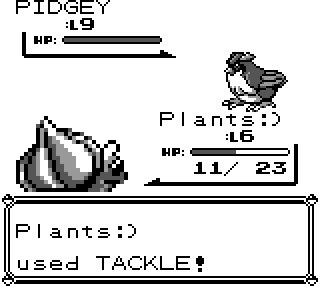 PIDGEY
:L9
HP:
Plants:)
:L6
HP:
11/ 23
Plants:)
used TACKLE!